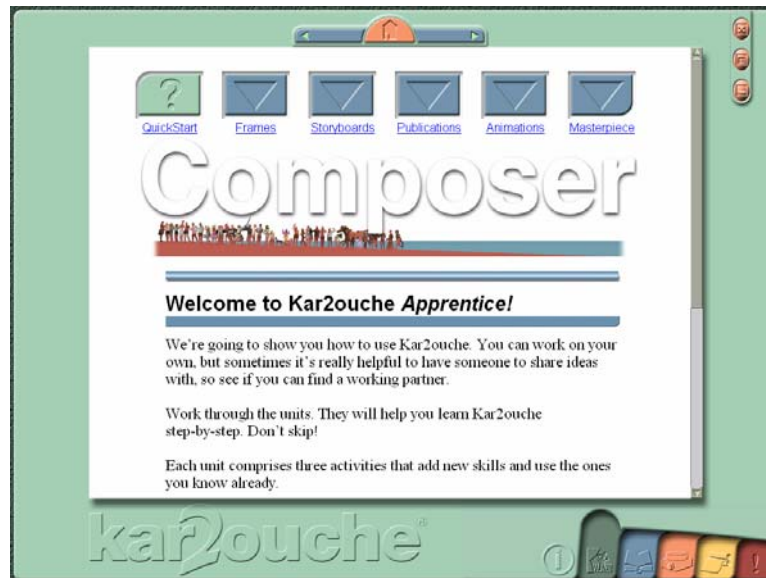 ?
QuickStart Frames Storyboards Publications Animations Masterpiece
Composer
Welcome to Kar2ouche Apprentice!
We're going to show you how to use Kar2ouche. You can work on your
own, but sometimes it's really helpful to have someone to share ideas
with, so see if you can find a working partner.
Work through the units. They will help you learn Kar2ouche
step-by-step. Don't skip!
Each unit comprises three activities that add new skills and use the ones
you know already.
kar2ouche®
i
!